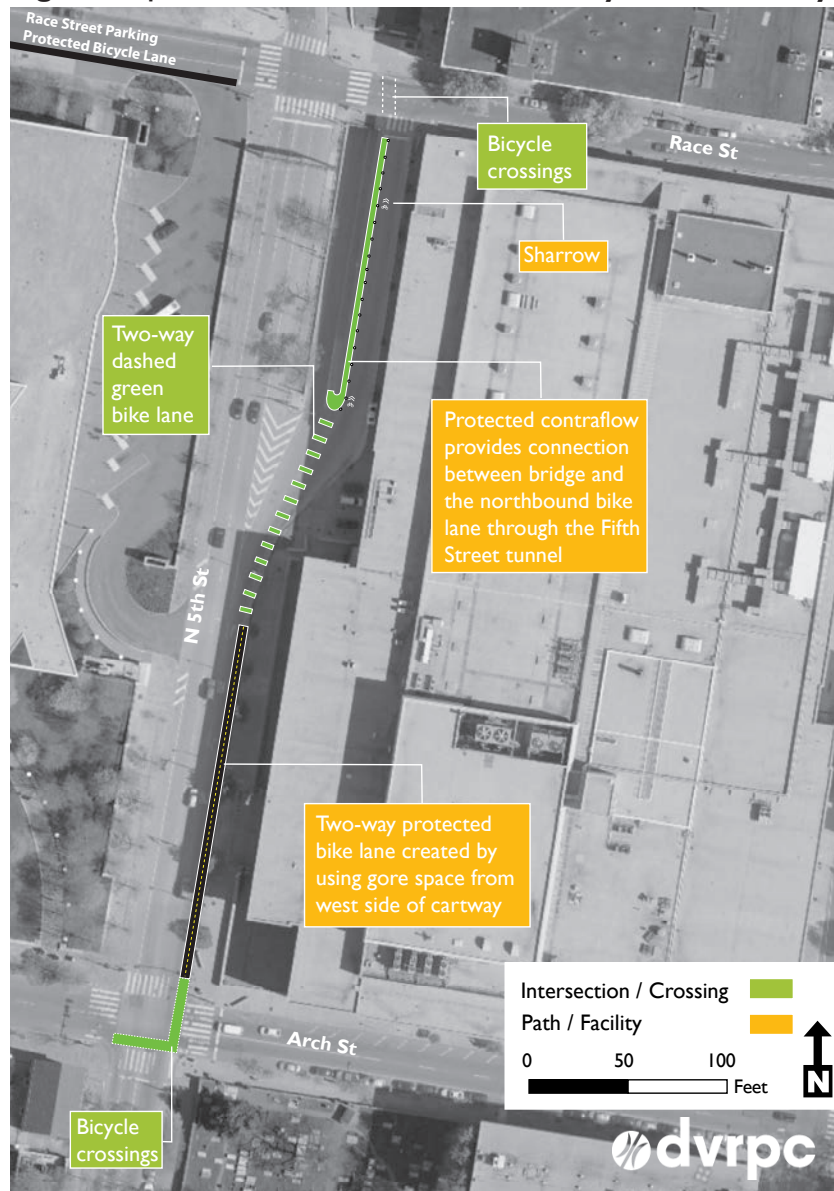 Race Street Parking
Protected Bicycle Lane
Bicycle
crossings
Race St
Sharrow
Two-way
dashed
green
bike lane
Protected contraflow
provides connection
between bridge and
the northbound bike
lane through the Fifth
Street tunnel
N 5th St
Two-way protected
bike lane created by
using gore space from
west side of cartway
Intersection / Crossing
Path / Facility
0 50 100
Feet
N
Arch St
Bicycle
crossings
dvrpc